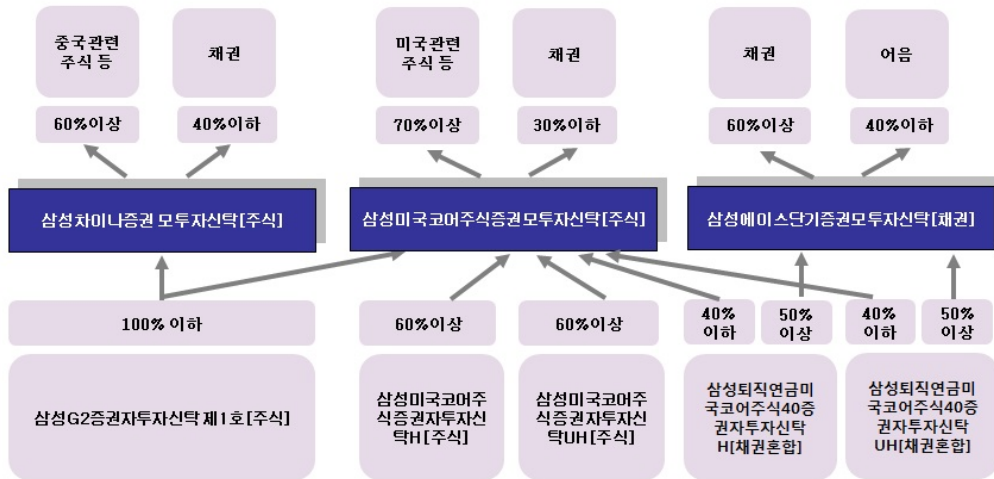 중국관련
주식 등
채권
미국관련
주식 등
채권
채권
어음
60%이상
40%이하
70%이상
30%이하
60%이상
40%이하
삼성차이나증권 모투자신탁[주식]
삼성미국코어주식증권모투자신탁[주식]
삼성에이스단기증권모투자신탁[채권]
100% 이하
60%이상
60%이상
40%
이하
50%
이상
40%
이하
50%
이상
삼성G2증권자투자신탁 제1호[주식]
삼성미국코어주
식증권자투자신
탁H[주식]
삼성미국코어주
식증권자투자신
탁UH[주식]
삼성퇴직연금미
국코어주식40증
권자투자신탁
H[채권혼합]
삼성퇴직연금미
국코어주식40증
권자투자신탁
UH[채권혼합]